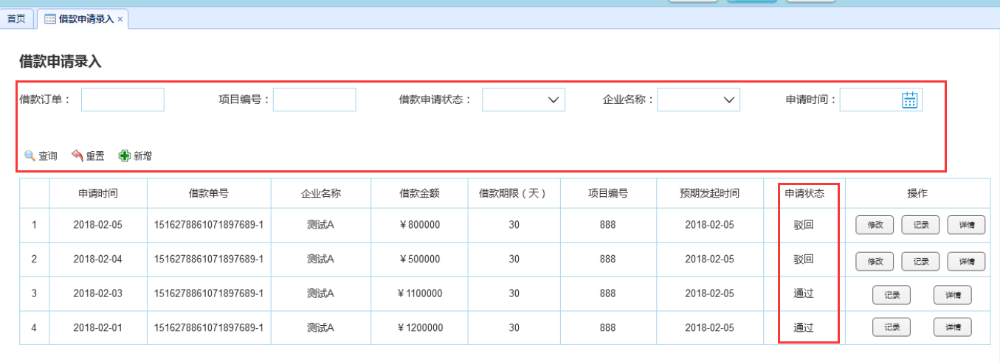 首页 借款申请录入 ×
借款申请录入
借款订单： 项目编号： 借款申请状态： 企业名称： 申请时间：
查询 重置 新增
申请时间 借款单号 企业名称 借款金额 借款期限（天） 项目编号 预期发起时间 申请状态 操作
1 2018-02-05 1516278861071897689-1 测试A ￥800000 30 888 2018-02-05 驳回 修改 记录 详情
2 2018-02-04 1516278861071897689-1 测试A ￥500000 30 888 2018-02-05 驳回 修改 记录 详情
3 2018-02-03 1516278861071897689-1 测试A ￥1100000 30 888 2018-02-05 通过 记录 详情
4 2018-02-01 1516278861071897689-1 测试A ￥1200000 30 888 2018-02-05 通过 记录 详情